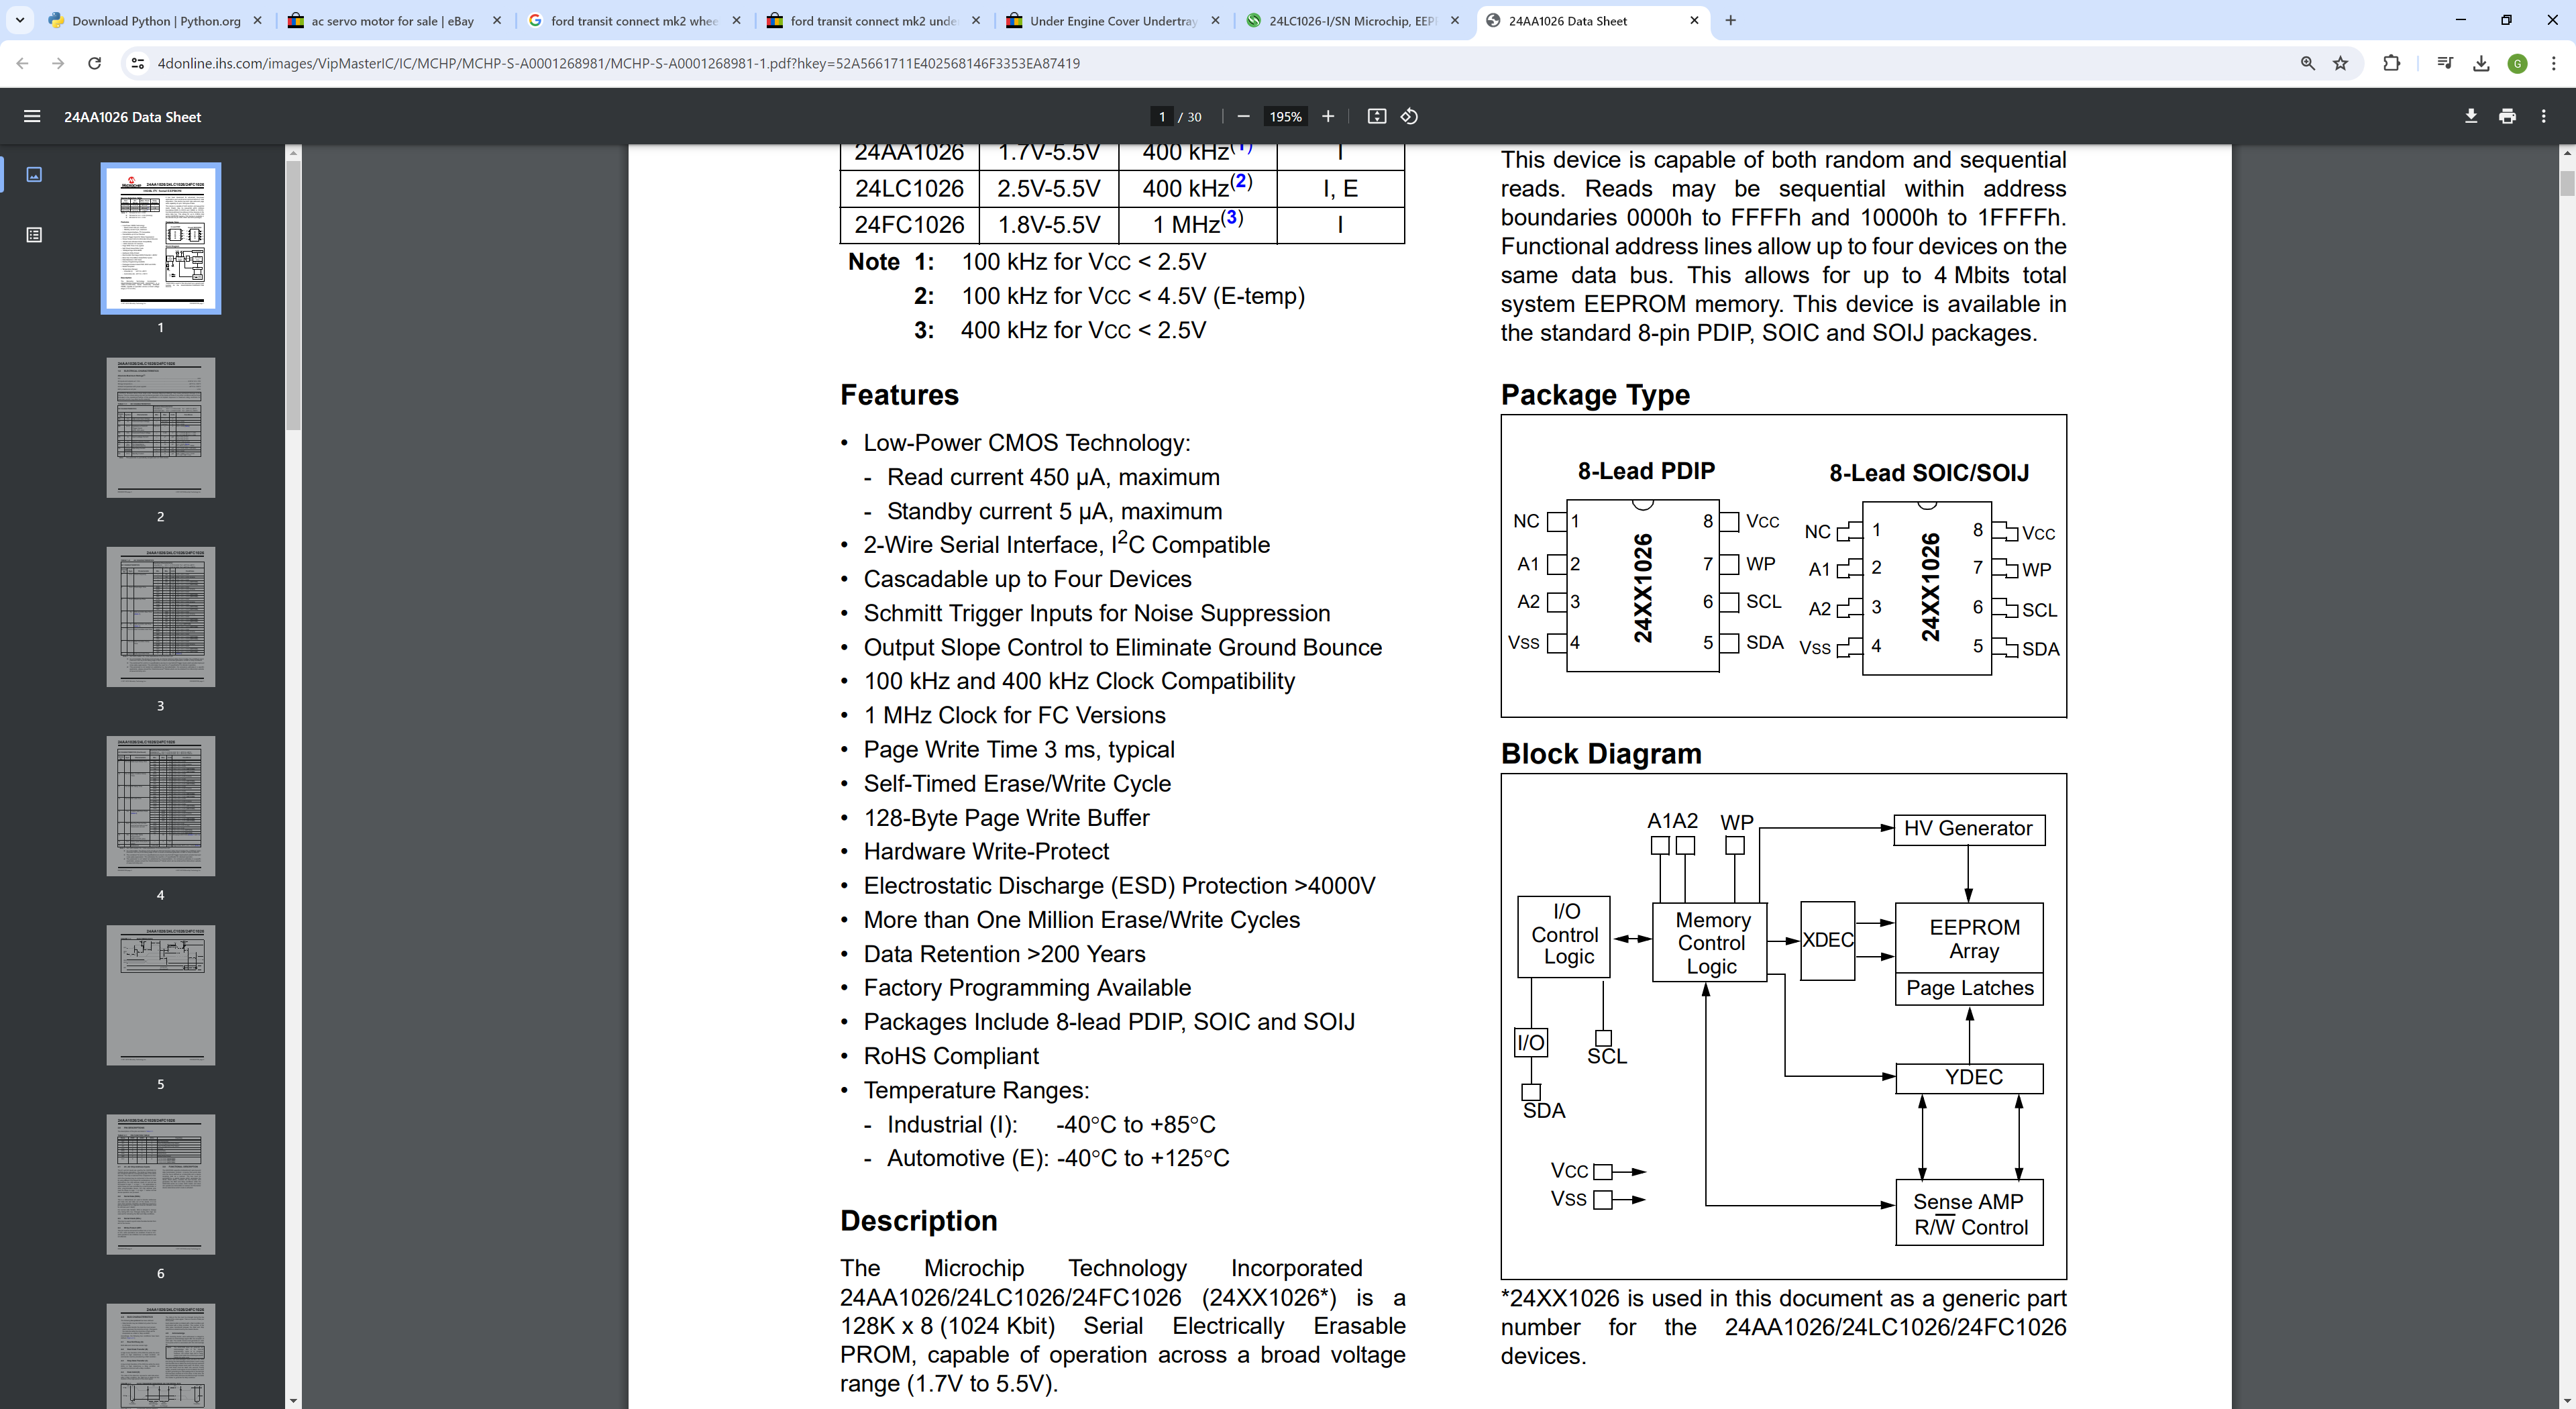 Download Python | Python.org
ac servo motor for sale | eBay
ford transit connect mk2 whee
ford transit connect mk2 unde
Under Engine Cover Undertray
24LC1026-I/SN Microchip, EEP
24AA1026 Data Sheet
4donline.ihs.com/images/VipMasterIC/IC/MCHP/MCHP-S-A0001268981/MCHP-S-A0001268981-1.pdf?hkey=52A5661711E402568146F3353EA87419
G
24AA1026 Data Sheet
1 / 30
195%
1
2
3
4
5
6
24AA1026 1.7V-5.5V 400 kHz(1) I
24LC1026 2.5V-5.5V 400 kHz(2) I, E
24FC1026 1.8V-5.5V 1 MHz(3) I
Note 1: 100 kHz for VCC < 2.5V
2: 100 kHz for VCC < 4.5V (E-temp)
3: 400 kHz for VCC < 2.5V
Features
• Low-Power CMOS Technology:
- Read current 450 µA, maximum
- Standby current 5 µA, maximum
• 2-Wire Serial Interface, I2C Compatible
• Cascadable up to Four Devices
• Schmitt Trigger Inputs for Noise Suppression
• Output Slope Control to Eliminate Ground Bounce
• 100 kHz and 400 kHz Clock Compatibility
• 1 MHz Clock for FC Versions
• Page Write Time 3 ms, typical
• Self-Timed Erase/Write Cycle
• 128-Byte Page Write Buffer
• Hardware Write-Protect
• Electrostatic Discharge (ESD) Protection >4000V
• More than One Million Erase/Write Cycles
• Data Retention >200 Years
• Factory Programming Available
• Packages Include 8-lead PDIP, SOIC and SOIJ
• RoHS Compliant
• Temperature Ranges:
- Industrial (I): -40°C to +85°C
- Automotive (E): -40°C to +125°C
Description
The Microchip Technology Incorporated
24AA1026/24LC1026/24FC1026 (24XX1026*) is a
128K x 8 (1024 Kbit) Serial Electrically Erasable
PROM, capable of operation across a broad voltage
range (1.7V to 5.5V).
This device is capable of both random and sequential
reads. Reads may be sequential within address
boundaries 0000h to FFFFh and 10000h to 1FFFFh.
Functional address lines allow up to four devices on the
same data bus. This allows for up to 4 Mbits total
system EEPROM memory. This device is available in
the standard 8-pin PDIP, SOIC and SOIJ packages.
Package Type
8-Lead PDIP
NC 1 8 VCC
A1 2 7 WP
A2 3 6 SCL
VSS 4 5 SDA
24XX1026
8-Lead SOIC/SOIJ
NC 1 8 VCC
A1 2 7 WP
A2 3 6 SCL
VSS 4 5 SDA
24XX1026
Block Diagram
A1 A2 WP
HV Generator
I/O
Control
Logic
Memory
Control
Logic
XDEC
EEPROM
Array
Page Latches
I/O
SCL
SDA
YDEC
VCC
VSS
Sense AMP
R/W Control
*24XX1026 is used in this document as a generic part
number for the 24AA1026/24LC1026/24FC1026
devices.